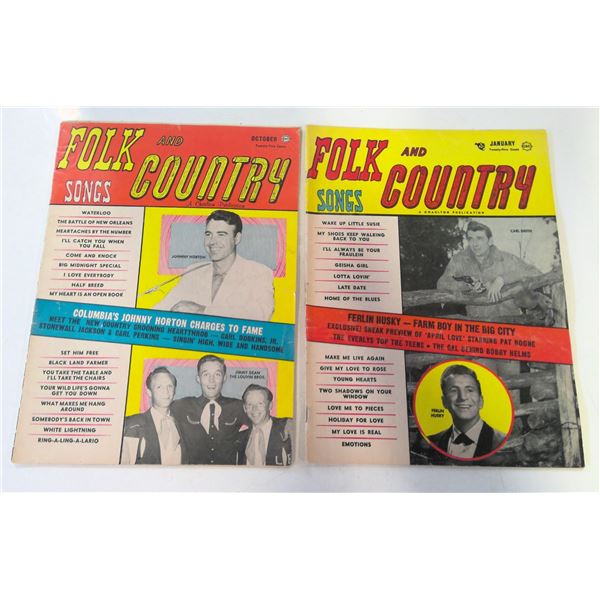 FOLK AND
COUNTRY
SONGS
OCTOBER
Twenty-Five Cents
A Charlton Publication
WATERLOO
THE BATTLE OF NEW ORLEANS
HEARTACHES BY THE NUMBER
I'LL CATCH YOU WHEN
YOU FALL
COME AND KNOCK
BIG MIDNIGHT SPECIAL
I LOVE EVERYBODY
HALF BREED
MY HEART IS AN OPEN BOOK
JOHNNY HORTON
COLUMBIA'S JOHNNY HORTON CHARGES TO FAME
MEET THE NEW COUNTRY CROONING HEARTTHROB - CARL DOBKINS, JR.
STONEWALL JACKSON & CARL PERKINS - SINGIN' HIGH, WIDE AND HANDSOME
SET HIM FREE
BLACK LAND FARMER
YOU TAKE THE TABLE AND
I'LL TAKE THE CHAIRS
YOUR WILD LIFE'S GONNA
GET YOU DOWN
WHAT MAKES ME HANG
AROUND
SOMEBODY'S BACK IN TOWN
WHITE LIGHTNING
RING-A-LING-A-LARIO
JIMMY DEAN
THE LOUVIN BROS.
FOLK AND
COUNTRY
SONGS
JANUARY
Twenty-Five Cents
A CHARLTON PUBLICATION
WAKE UP LITTLE SUSIE
MY SHOES KEEP WALKING
BACK TO YOU
I'LL ALWAYS BE YOUR
FRAULEIN
GEISHA GIRL
LOTTA LOVIN'
LATE DATE
HOME OF THE BLUES
CARL SMITH
FERLIN HUSKY - FARM BOY IN THE BIG CITY
EXCLUSIVE! SNEAK PREVIEW OF 'APRIL LOVE' STARRING PAT BOONE
THE EVERLYS TOP THE TEENS • THE GAL BEHIND BOBBY HELMS
MAKE ME LIVE AGAIN
GIVE MY LOVE TO ROSE
YOUNG HEARTS
TWO SHADOWS ON YOUR
WINDOW
LOVE ME TO PIECES
HOLIDAY FOR LOVE
MY LOVE IS REAL
EMOTIONS
FERLIN
HUSKY